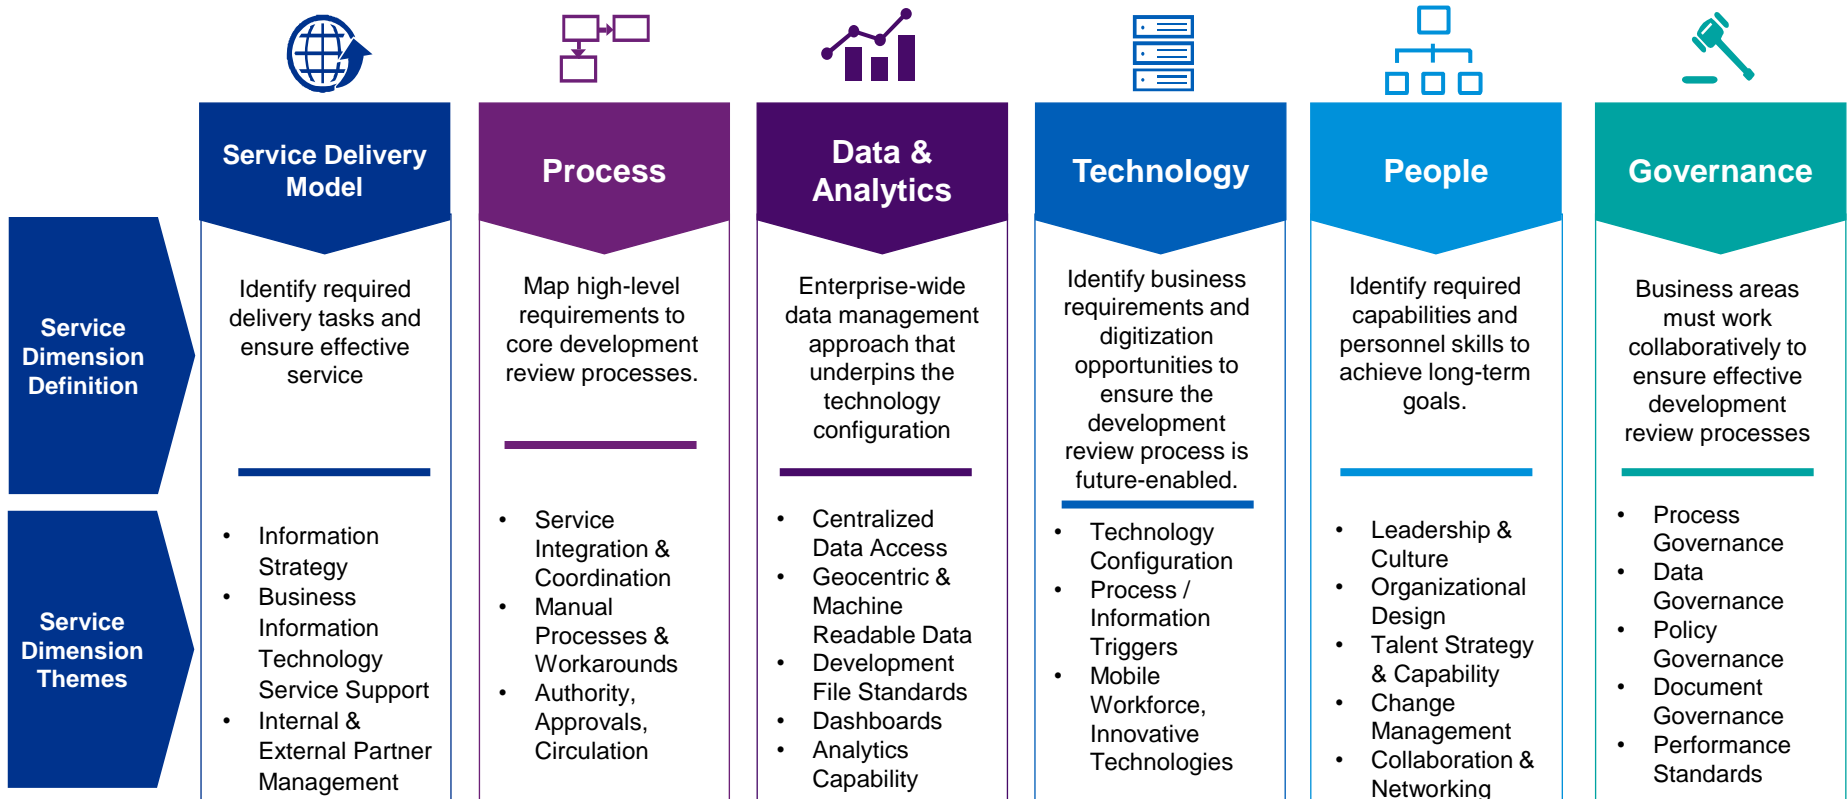 Service Delivery
Model
Process
Data &
Analytics
Technology
People
Governance
Service
Dimension
Definition
Identify required
delivery tasks and
ensure effective
service
Map high-level
requirements to
core development
review processes.
Enterprise-wide
data management
approach that
underpins the
technology
configuration
Identify business
requirements and
digitization
opportunities to
ensure the
development
review process is
future-enabled.
Identify required
capabilities and
personnel skills to
achieve long-term
goals.
Business areas
must work
collaboratively to
ensure effective
development
review processes
Service
Dimension
Themes
• Information
Strategy
• Business
Information
Technology
Service Support
• Internal &
External Partner
Management
• Service
Integration &
Coordination
• Manual
Processes &
Workarounds
• Authority,
Approvals,
Circulation
• Centralized
Data Access
• Geocentric &
Machine
Readable Data
• Development
File Standards
• Dashboards
• Analytics
Capability
• Technology
Configuration
• Process /
Information
Triggers
• Mobile
Workforce,
Innovative
Technologies
• Leadership &
Culture
• Organizational
Design
• Talent Strategy
& Capability
• Change
Management
• Collaboration &
Networking
• Process
Governance
• Data
Governance
• Policy
Governance
• Document
Governance
• Performance
Standards